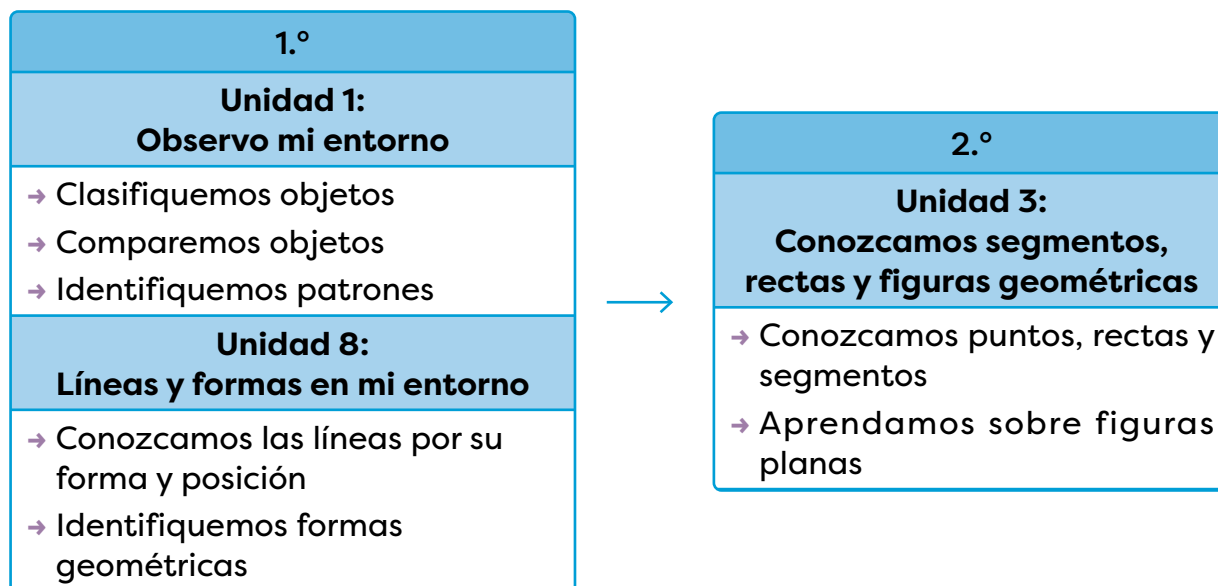 1.°
Unidad 1:
Observo mi entorno
→ Clasifiquemos objetos
→ Comparemos objetos
→ Identifiquemos patrones
Unidad 8:
Líneas y formas en mi entorno
→ Conozcamos las líneas por su
forma y posición
→ Identifiquemos formas
geométricas
2.°
Unidad 3:
Conozcamos segmentos,
rectas y figuras geométricas
→ Conozcamos puntos, rectas y
segmentos
→ Aprendamos sobre figuras
planas